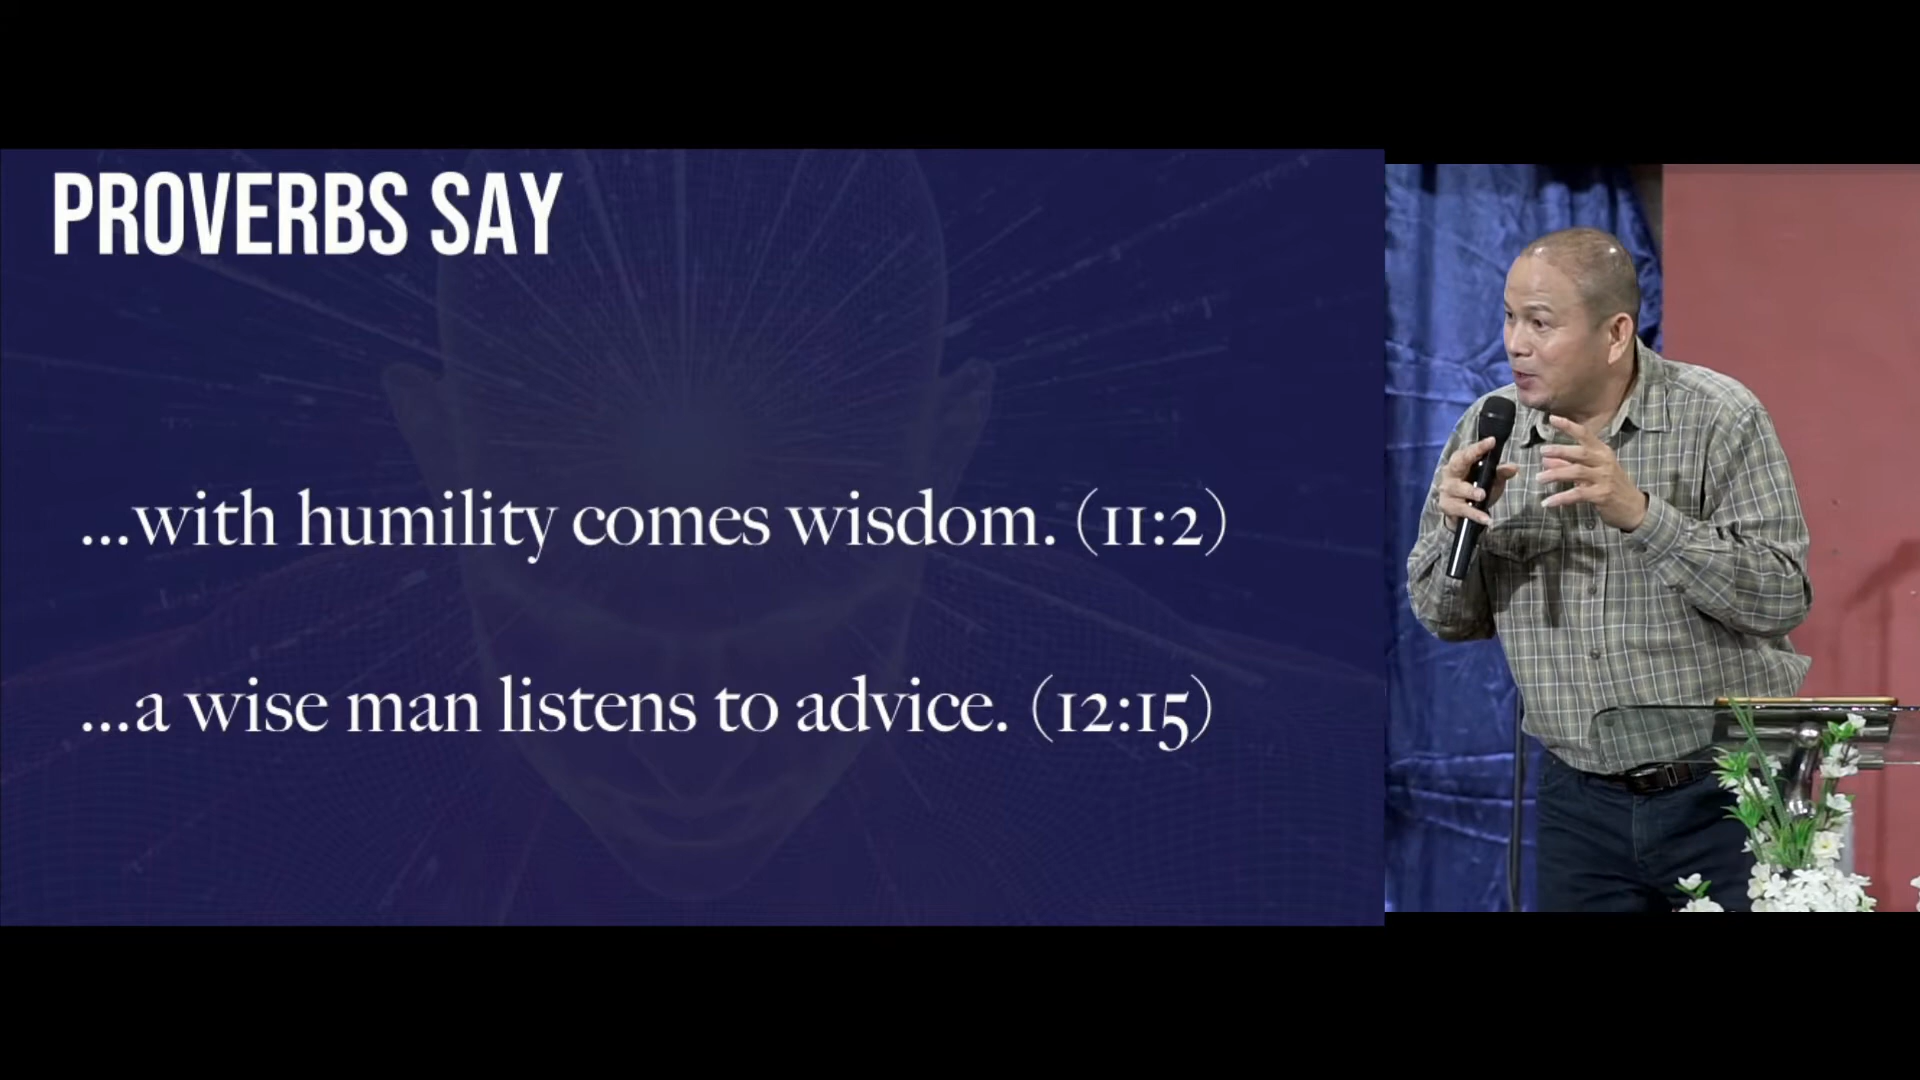 PROVERBS SAY
...with humility comes wisdom. (11:2)
...a wise man listens to advice. (12:15)